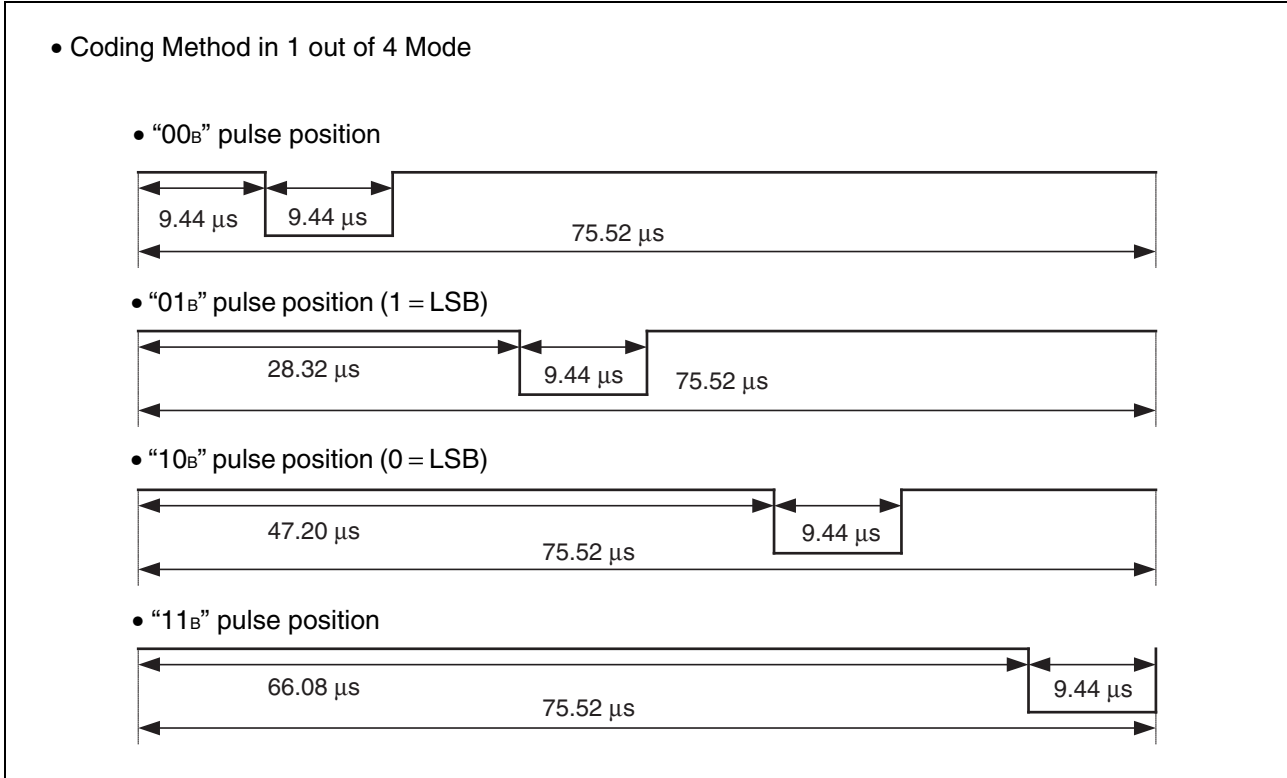 • Coding Method in 1 out of 4 Mode
• “00B” pulse position
9.44 μs
9.44 μs
75.52 μs
• “01B” pulse position (1 = LSB)
28.32 μs
9.44 μs
75.52 μs
• “10B” pulse position (0 = LSB)
47.20 μs
9.44 μs
75.52 μs
• “11B” pulse position
66.08 μs
9.44 μs
75.52 μs